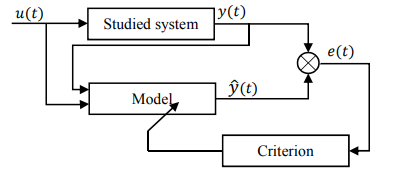 u(t)
Studied system
y(t)
e(t)
Model
ŷ(t)
Criterion